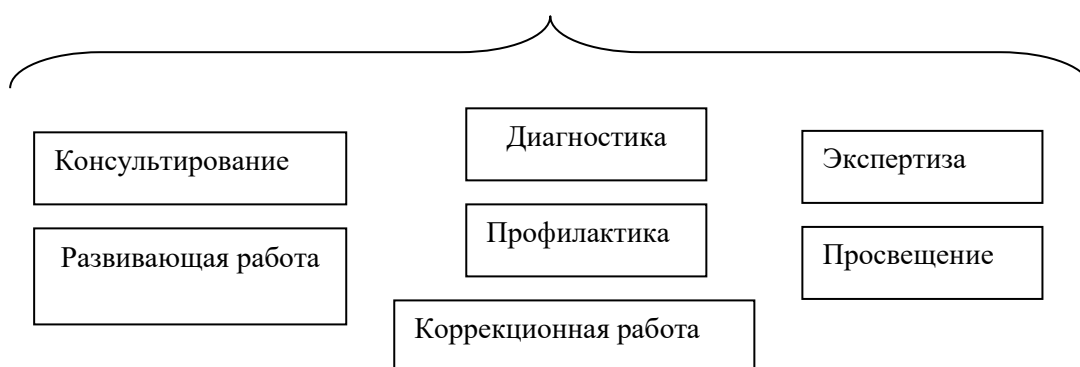 Консультирование
Диагностика
Экспертиза
Развивающая работа
Профилактика
Просвещение
Коррекционная работа